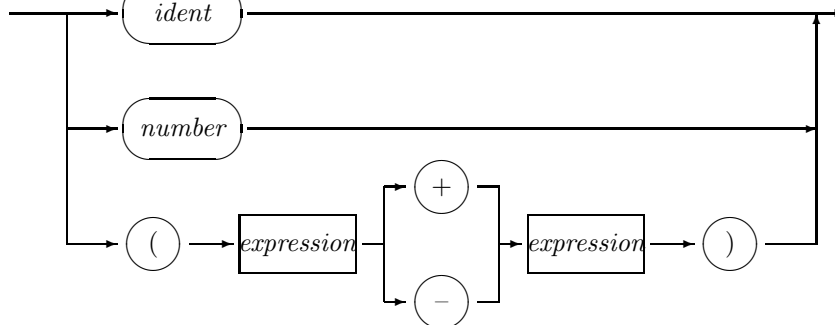 ident
number
+
( expression expression )
−